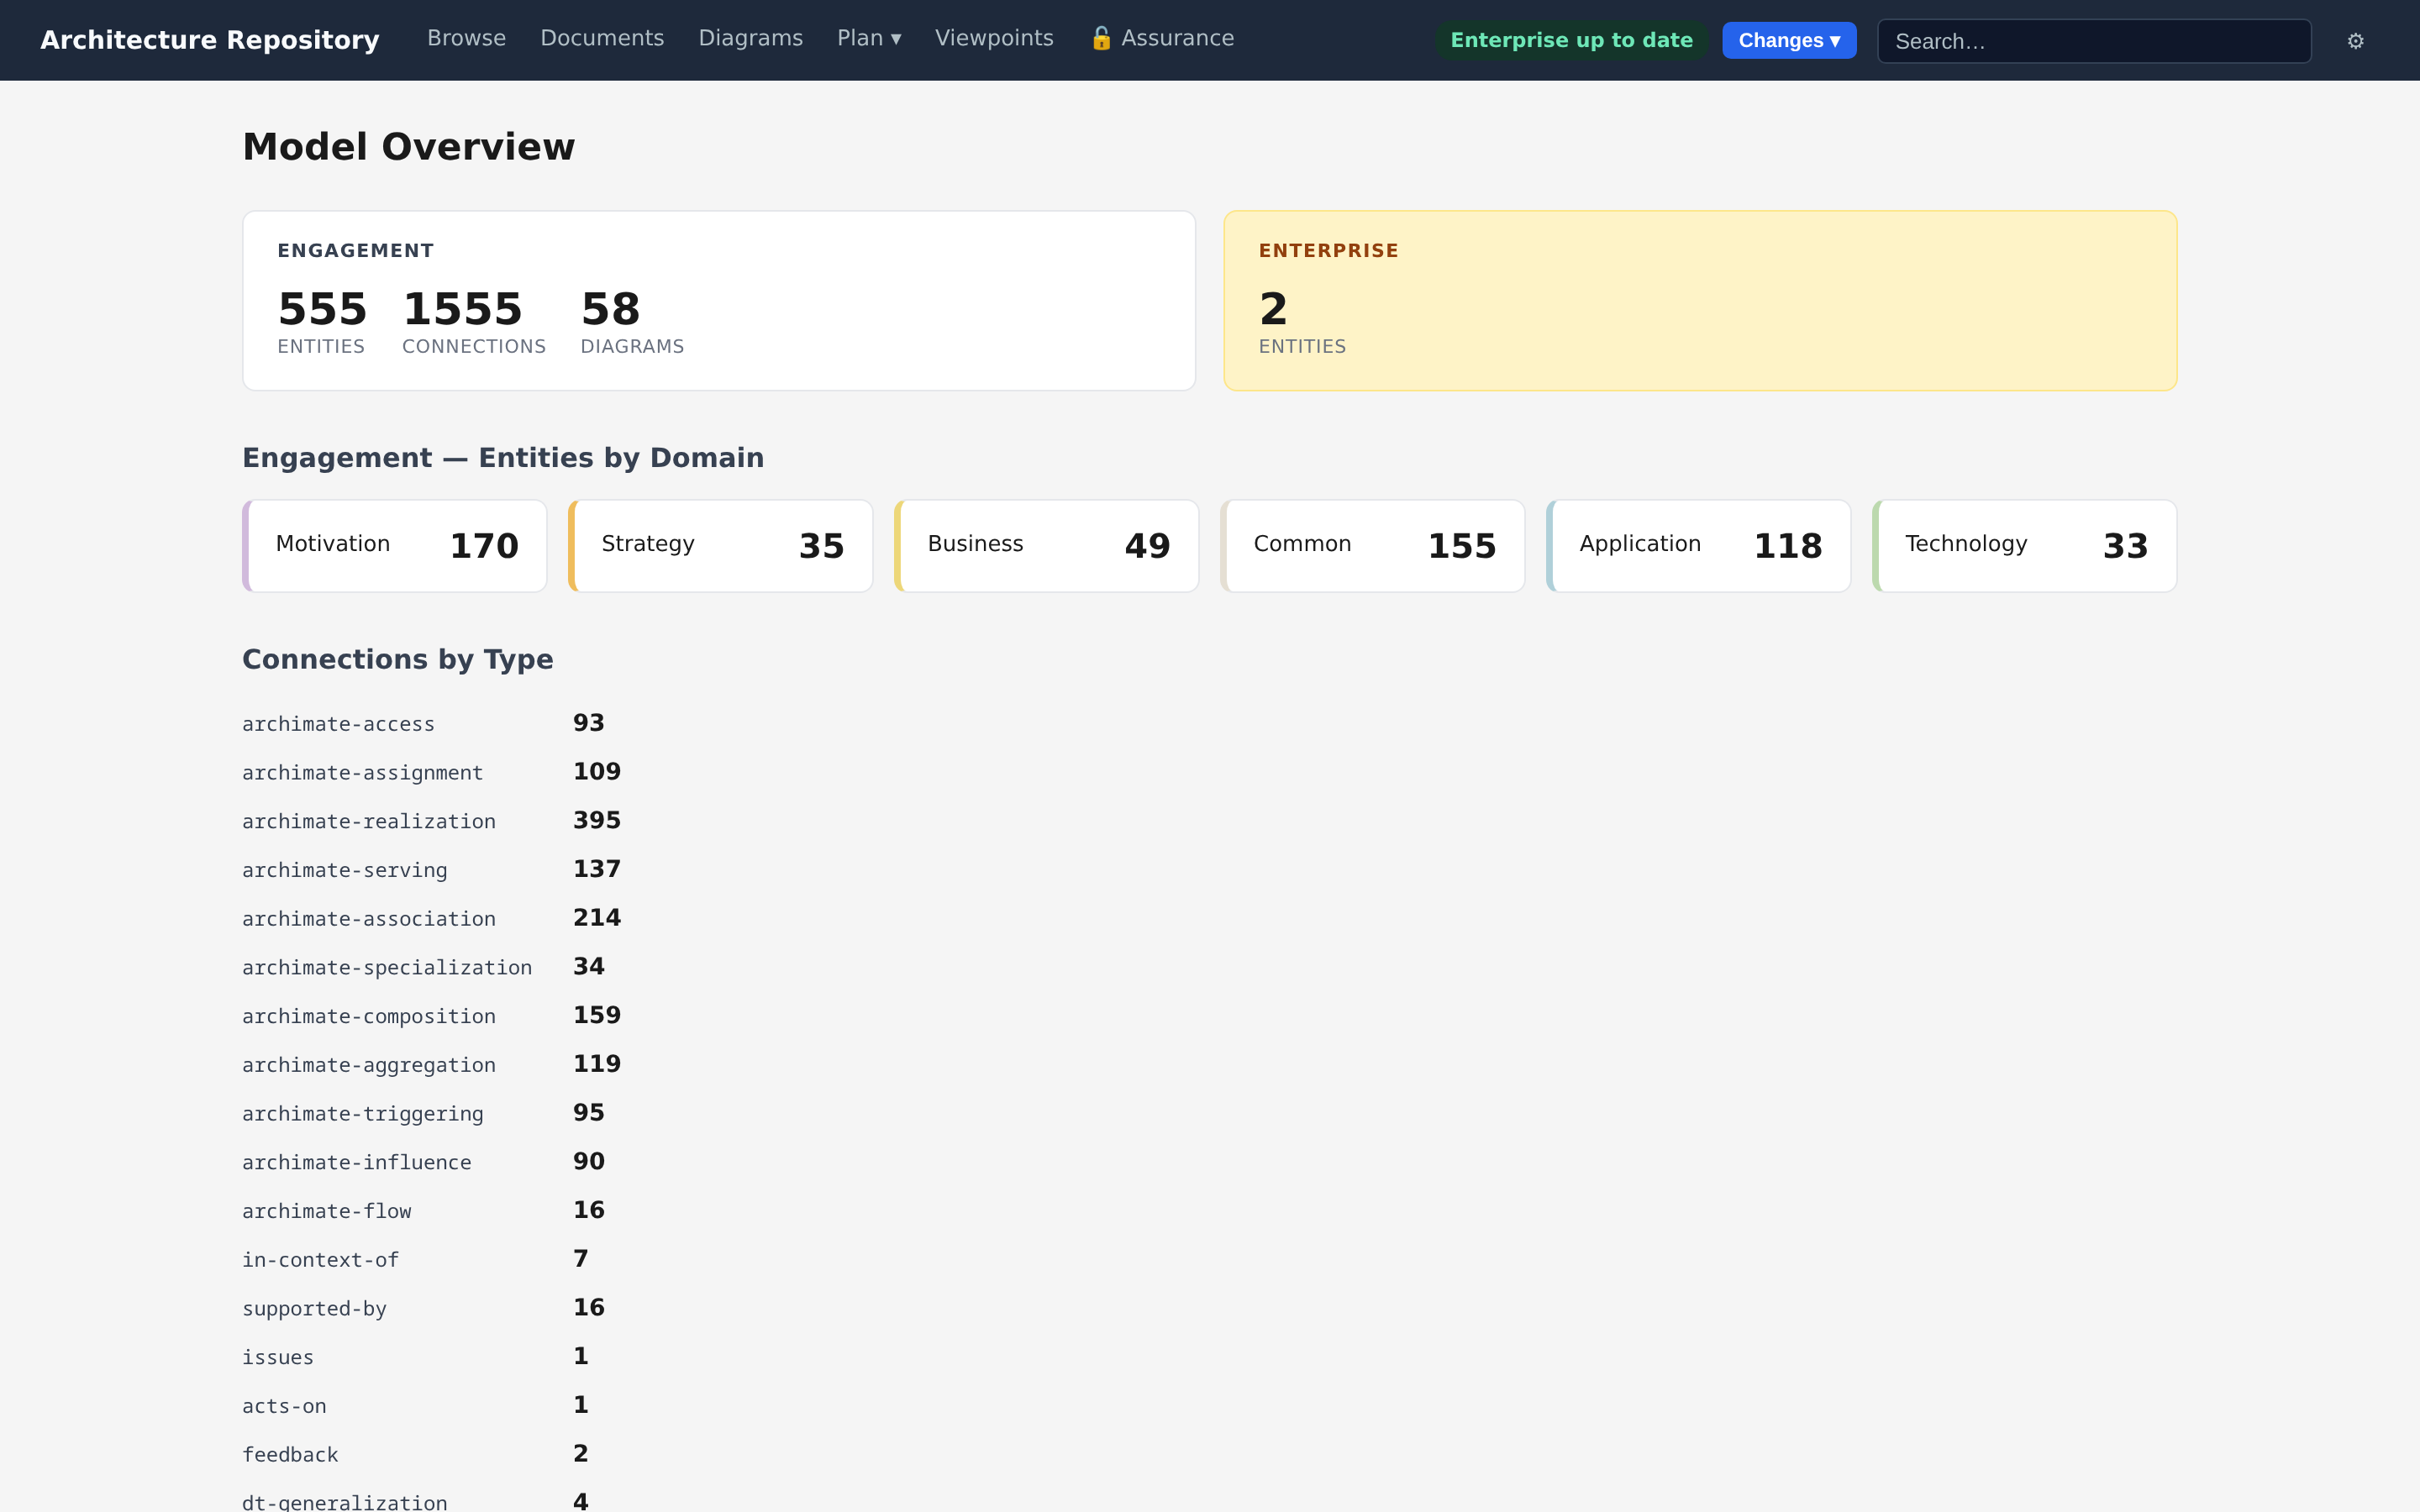 Architecture Repository Browse Documents Diagrams Plan ▾ Viewpoints 🔓 Assurance Enterprise up to date Changes ▾ Search… ⚙
Model Overview
ENGAGEMENT
555 1555 58
ENTITIES CONNECTIONS DIAGRAMS
ENTERPRISE
2
ENTITIES
Engagement — Entities by Domain
Motivation 170 Strategy 35 Business 49 Common 155 Application 118 Technology 33
Connections by Type
archimate-access 93
archimate-assignment 109
archimate-realization 395
archimate-serving 137
archimate-association 214
archimate-specialization 34
archimate-composition 159
archimate-aggregation 119
archimate-triggering 95
archimate-influence 90
archimate-flow 16
in-context-of 7
supported-by 16
issues 1
acts-on 1
feedback 2
dt-generalization 4